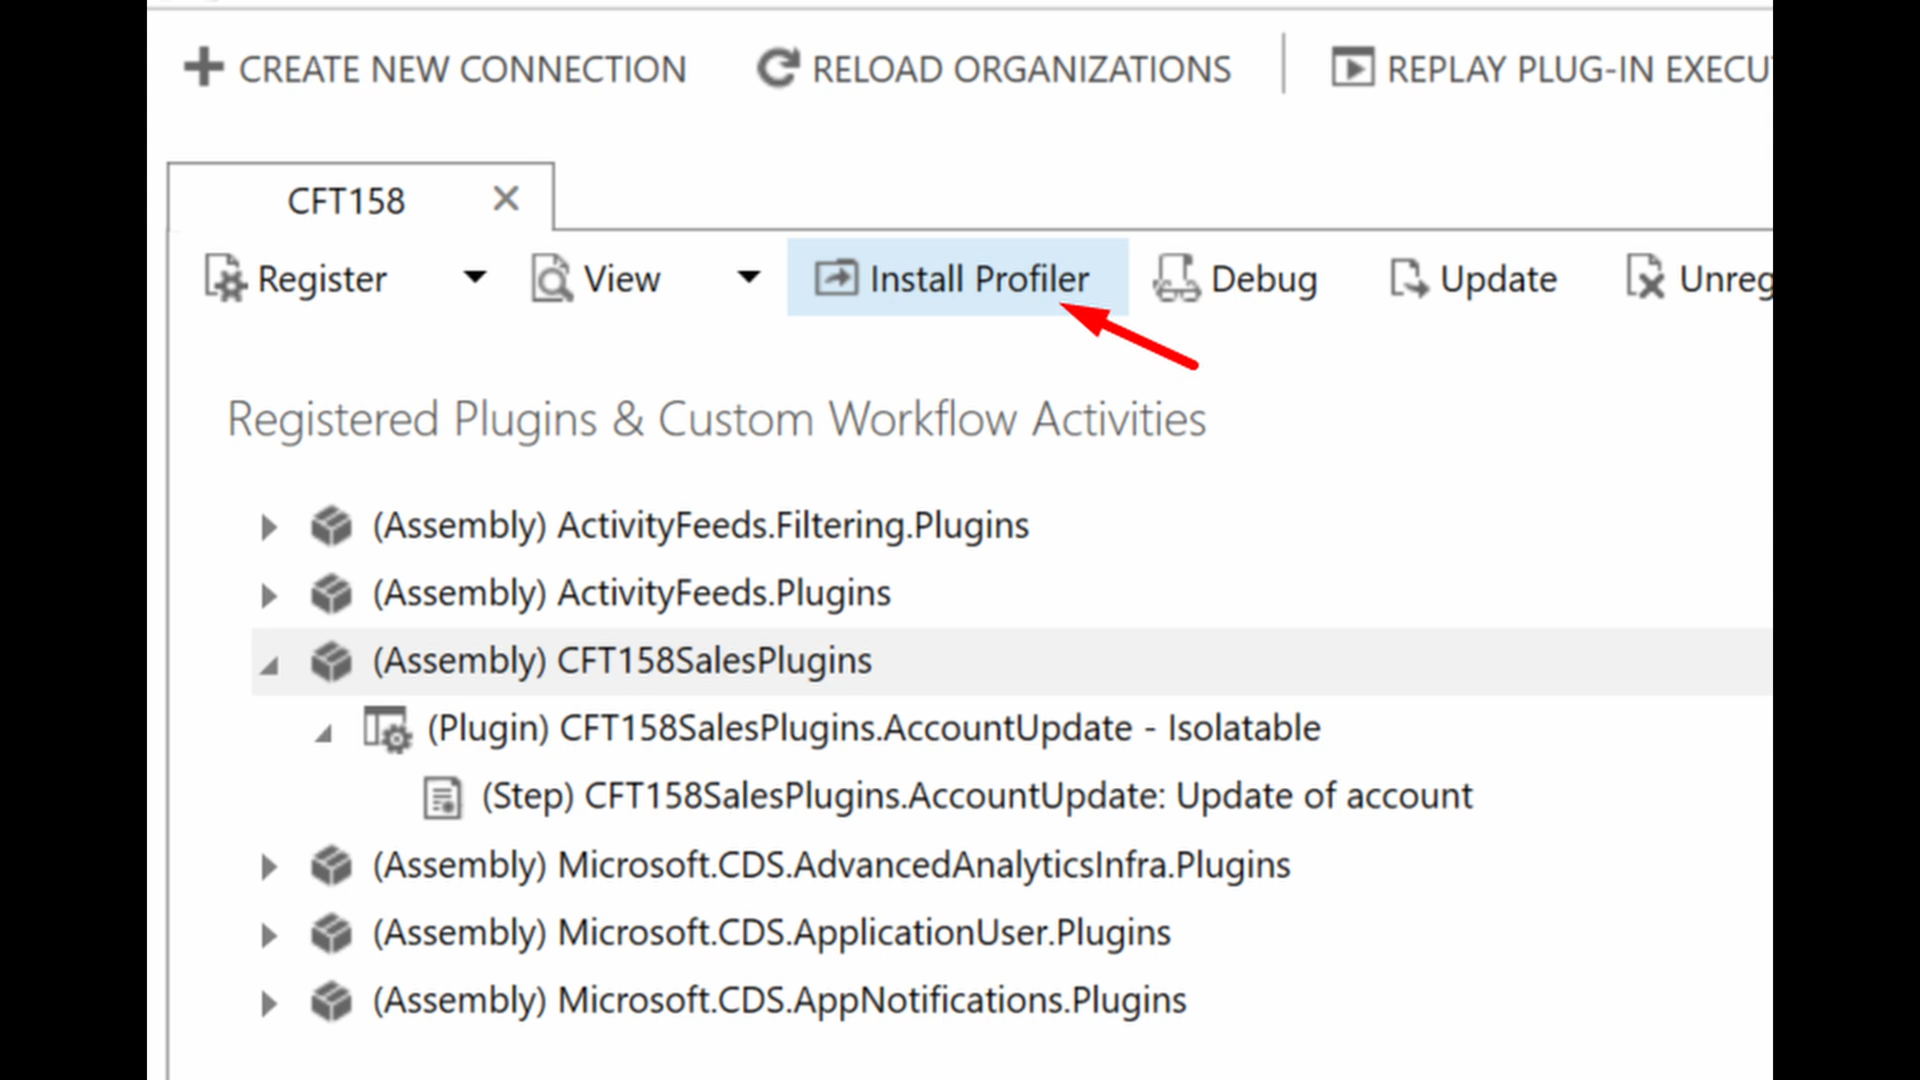 CREATE NEW CONNECTION RELOAD ORGANIZATIONS REPLAY PLUG-IN EXECU
CFT158
Register View Install Profiler Debug Update Unreg
Registered Plugins & Custom Workflow Activities
(Assembly) ActivityFeeds.Filtering.Plugins
(Assembly) ActivityFeeds.Plugins
(Assembly) CFT158SalesPlugins
(Plugin) CFT158SalesPlugins.AccountUpdate - Isolatable
(Step) CFT158SalesPlugins.AccountUpdate: Update of account
(Assembly) Microsoft.CDS.AdvancedAnalyticsInfra.Plugins
(Assembly) Microsoft.CDS.ApplicationUser.Plugins
(Assembly) Microsoft.CDS.AppNotifications.Plugins